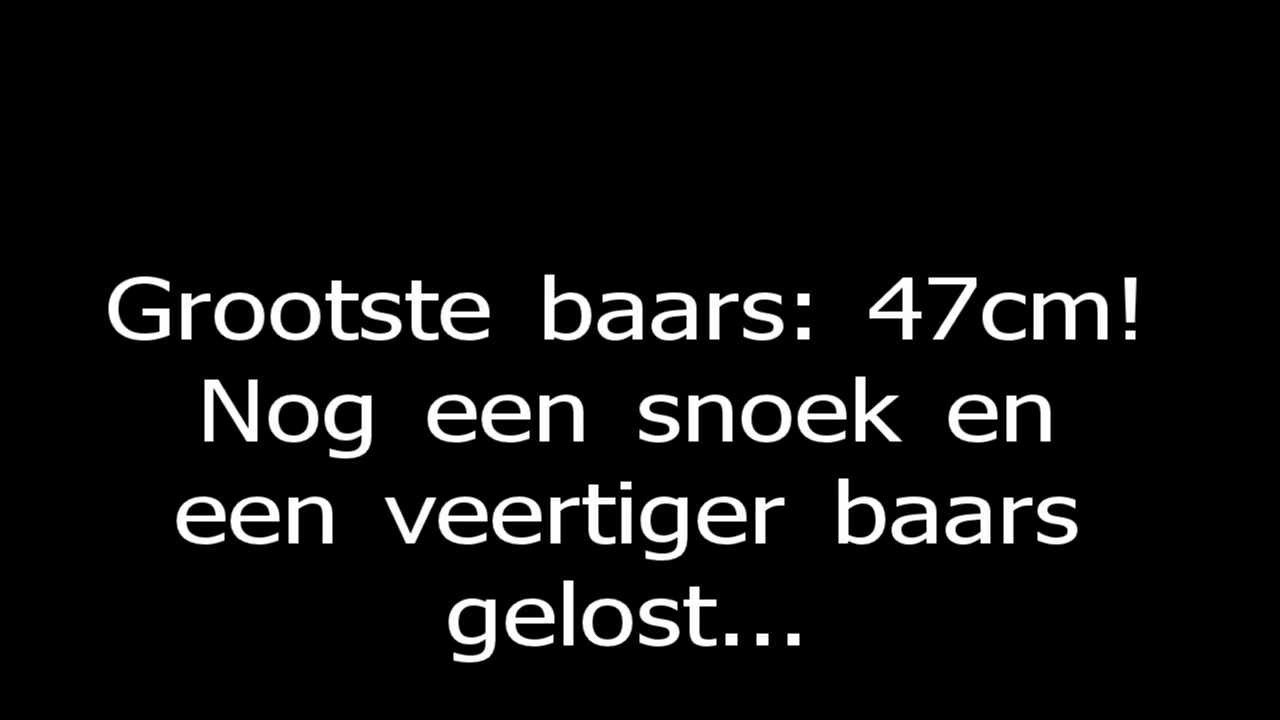 Grootste baars: 47cm!
Nog een snoek en
een veertiger baars
gelost...